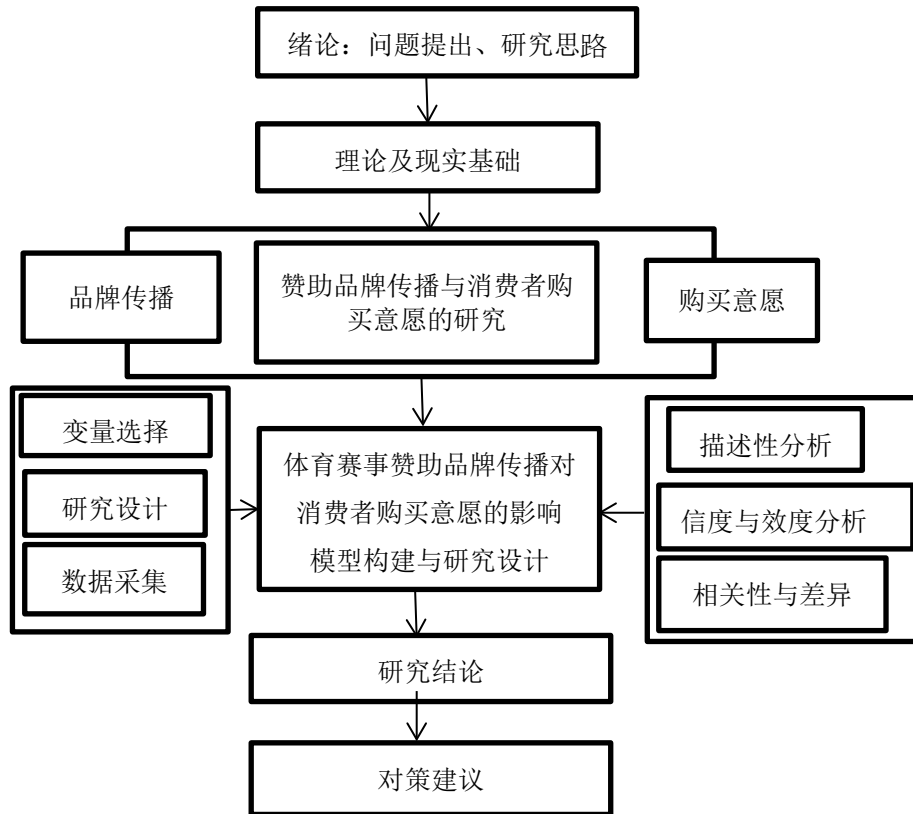 绪论：问题提出、研究思路
理论及现实基础
品牌传播
赞助品牌传播与消费者购
买意愿的研究
购买意愿
变量选择
研究设计
数据采集
体育赛事赞助品牌传播对
消费者购买意愿的影响
模型构建与研究设计
描述性分析
信度与效度分析
相关性与差异
研究结论
对策建议